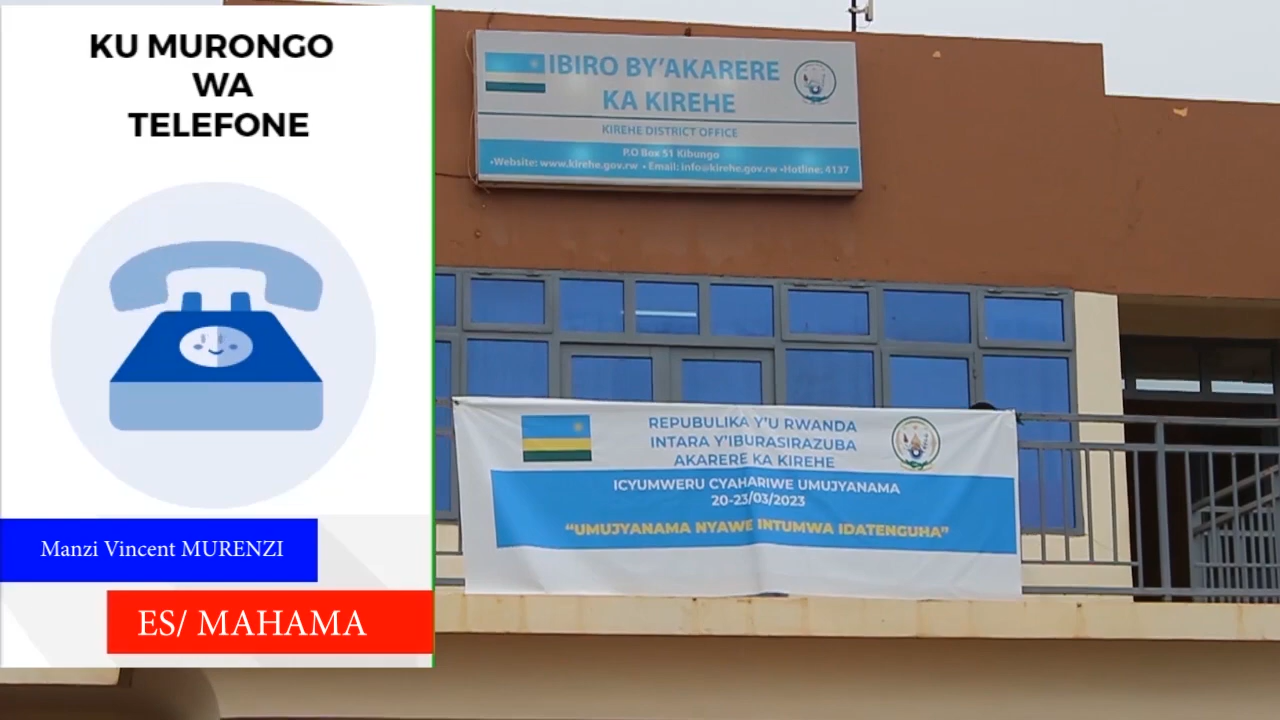 KU MURONGO
WA
TELEFONE
Manzi Vincent MURENZI
ES/ MAHAMA
IBIRO BY'AKARERE
KA KIREHE
KIREHE DISTRICT OFFICE
P.O Box 51 Kibungo
•Website: www.kirehe.gov.rw • Email: info@kirehe.gov.rw •Hotline: 4137
REPUBULIKA Y'U RWANDA
INTARA Y'IBURASIRAZUBA
AKARERE KA KIREHE
ICYUMWERU CYAHARIWE UMUJYANAMA
20-23/03/2023
“UMUJYANAMA NYAWE INTUMWA IDATENGUHA”